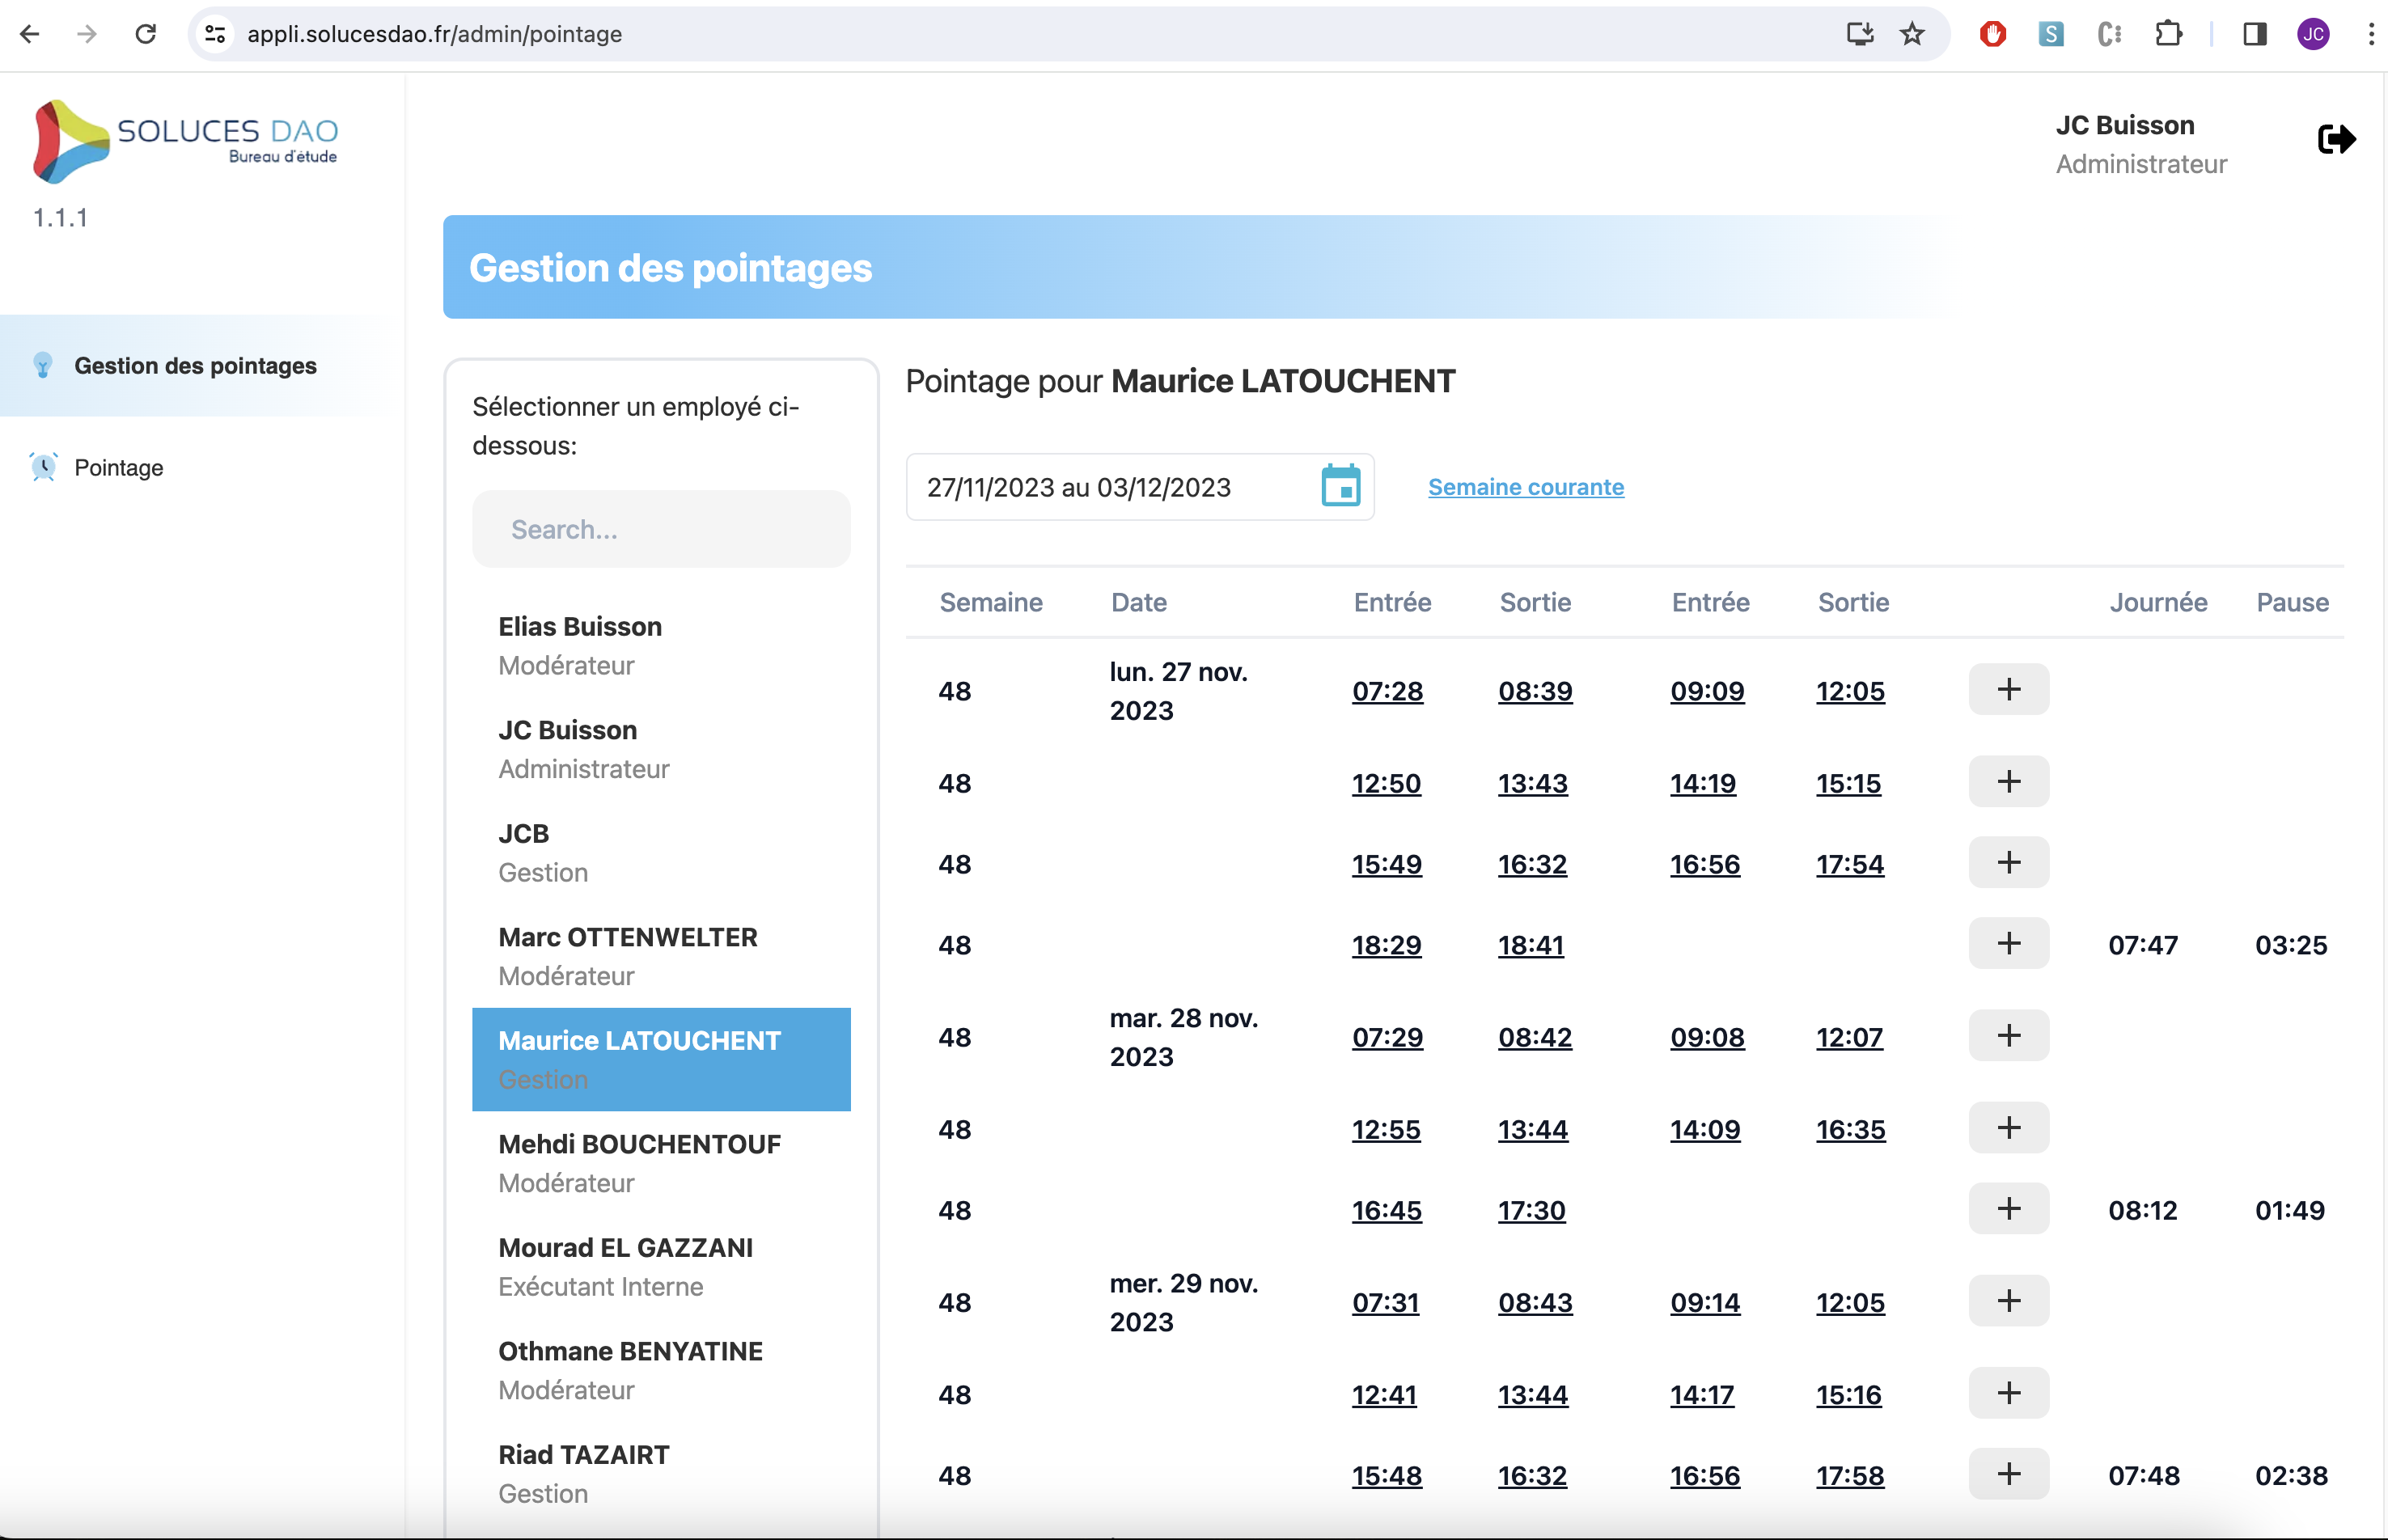 appli.solucesdao.fr/admin/pointage
S
JC
SOLUCES DAO
Bureau d'étude
1.1.1
JC Buisson
Administrateur
Gestion des pointages
Pointage
Gestion des pointages
Sélectionner un employé ci-
dessous:
Search...
Elias Buisson
Modérateur
JC Buisson
Administrateur
JCB
Gestion
Marc OTTENWELTER
Modérateur
Maurice LATOUCHENT
Gestion
Mehdi BOUCHENTOUF
Modérateur
Mourad EL GAZZANI
Exécutant Interne
Othmane BENYATINE
Modérateur
Riad TAZAIRT
Gestion
Pointage pour Maurice LATOUCHENT
27/11/2023 au 03/12/2023 Semaine courante
Semaine Date Entrée Sortie Entrée Sortie Journée Pause
48 lun. 27 nov. 2023 07:28 08:39 09:09 12:05 +
48 12:50 13:43 14:19 15:15 +
48 15:49 16:32 16:56 17:54 +
48 18:29 18:41 + 07:47 03:25
48 mar. 28 nov. 2023 07:29 08:42 09:08 12:07 +
48 12:55 13:44 14:09 16:35 +
48 16:45 17:30 + 08:12 01:49
48 mer. 29 nov. 2023 07:31 08:43 09:14 12:05 +
48 12:41 13:44 14:17 15:16 +
48 15:48 16:32 16:56 17:58 + 07:48 02:38